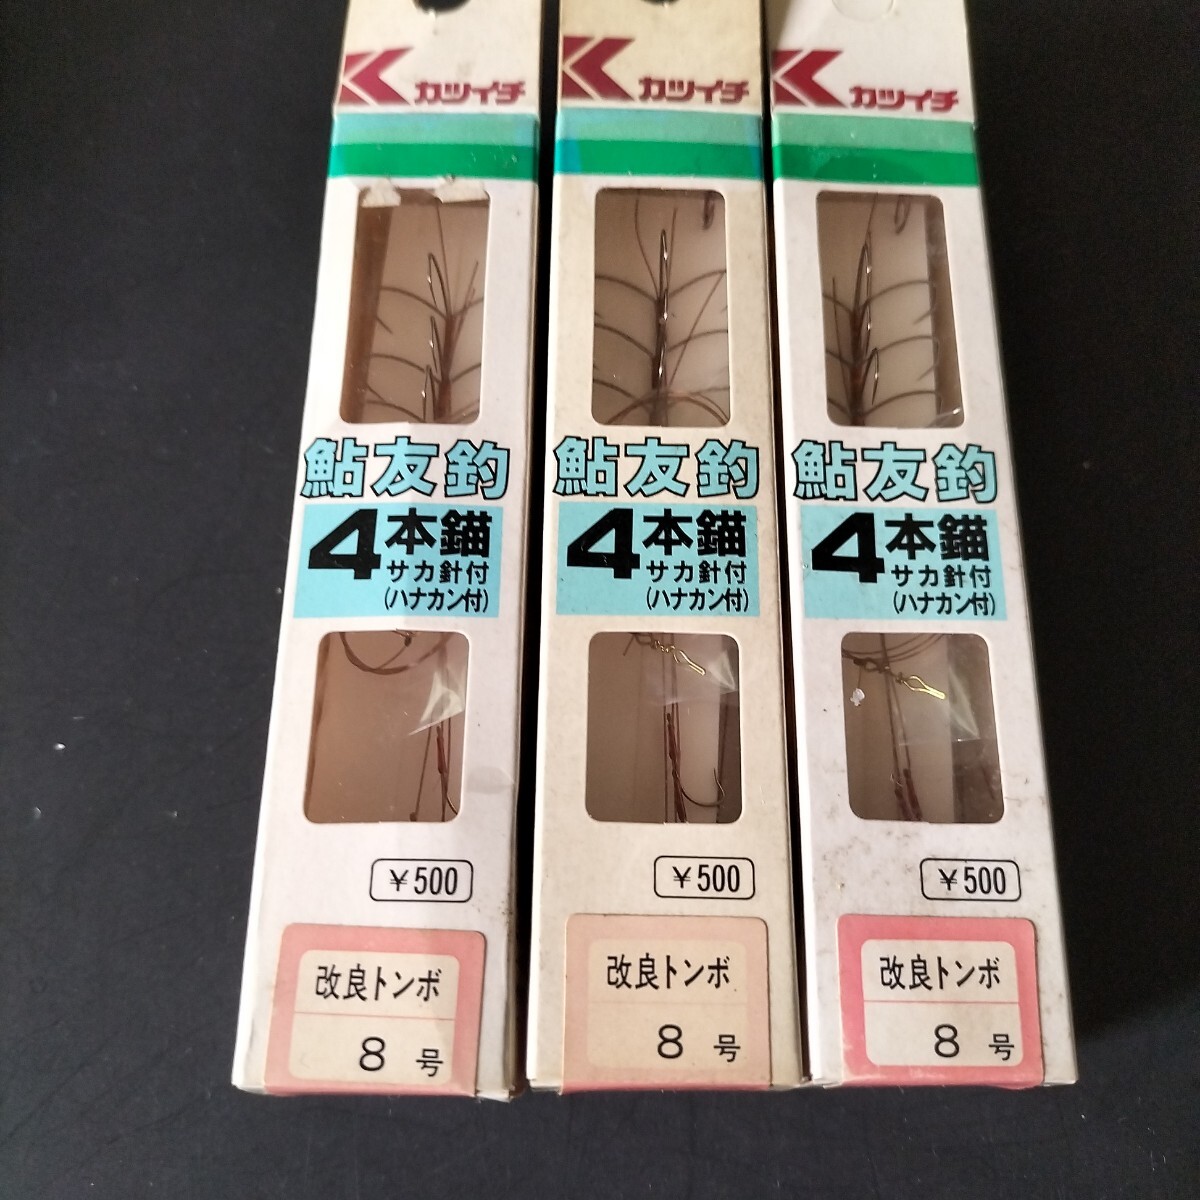 カツイチ
鮎友釣
4本錨
サカ針付
(ハナカン付)
¥500
改良トンボ
8号
カツイチ
鮎友釣
4本錨
サカ針付
(ハナカン付)
¥500
改良トンボ
8号
カツイチ
鮎友釣
4本錨
サカ針付
(ハナカン付)
¥500
改良トンボ
8号